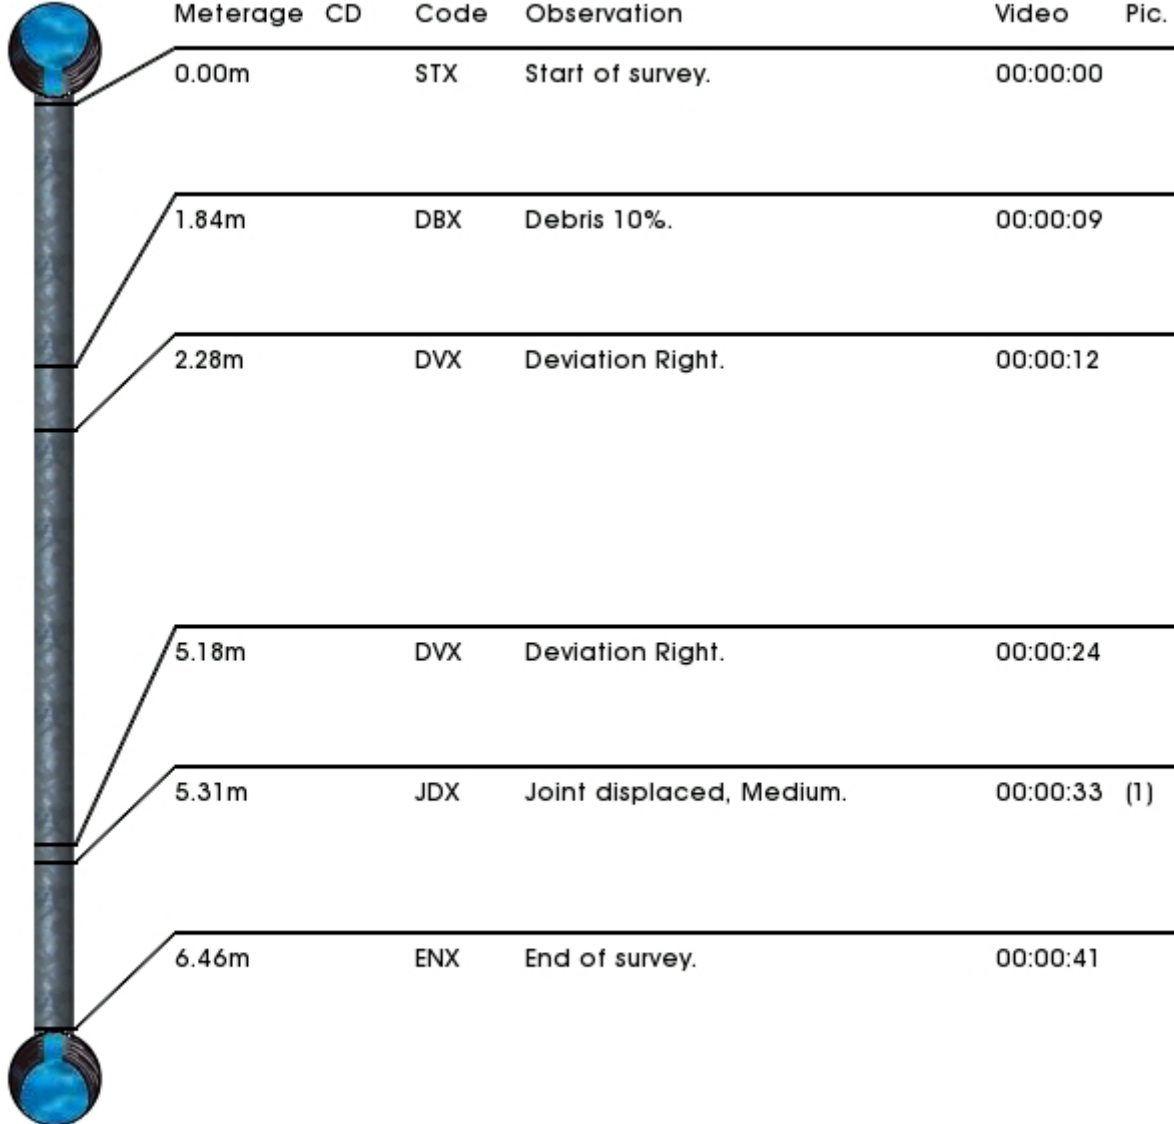 Meterage CD Code Observation Video Pic.
0.00m STX Start of survey. 00:00:00
1.84m DBX Debris 10%. 00:00:09
2.28m DVX Deviation Right. 00:00:12
5.18m DVX Deviation Right. 00:00:24
5.31m JDX Joint displaced, Medium. 00:00:33 (1)
6.46m ENX End of survey. 00:00:41